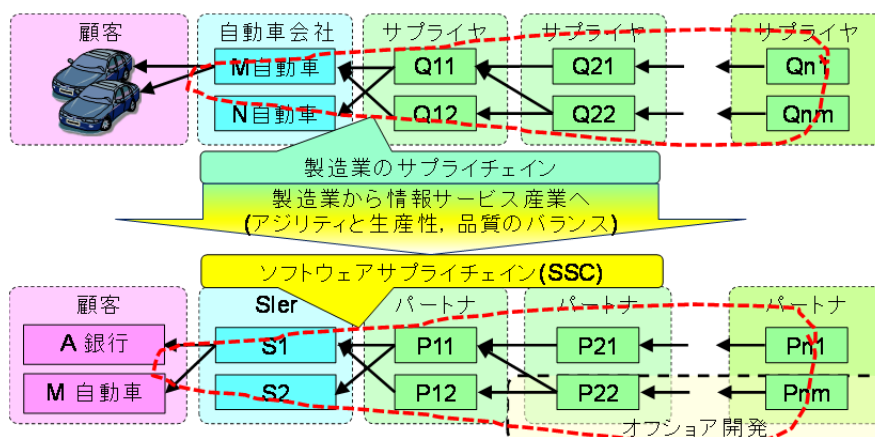 顧客
自動車会社
サプライヤ
サプライヤ
サプライヤ
M自動車
Q11
Q21
Qn1
N自動車
Q12
Q22
Qnm
製造業のサプライチェイン
製造業から情報サービス産業へ
(アジリティと生産性, 品質のバランス)
ソフトウェアサプライチェイン(SSC)
顧客
SIer
パートナ
パートナ
パートナ
A 銀行
S1
P11
P21
Pn1
M 自動車
S2
P12
P22
Pnm
オフショア開発